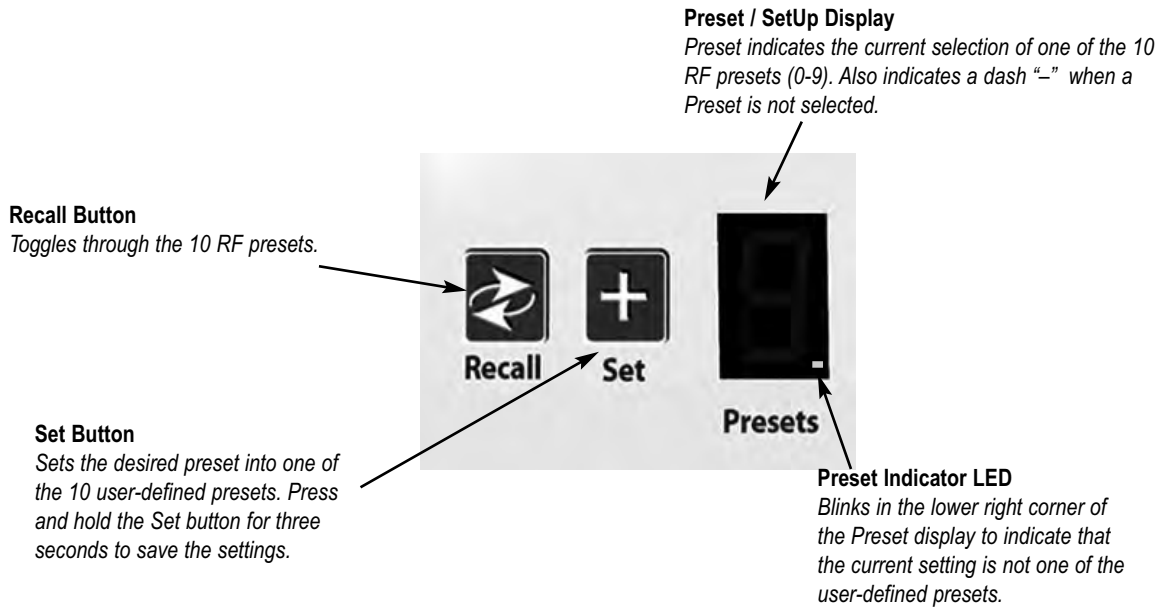 Preset / SetUp Display
Preset indicates the current selection of one of the 10
RF presets (0-9). Also indicates a dash “–” when a
Preset is not selected.
Recall Button
Toggles through the 10 RF presets.
Recall
Set
Presets
Set Button
Sets the desired preset into one of
the 10 user-defined presets. Press
and hold the Set button for three
seconds to save the settings.
Preset Indicator LED
Blinks in the lower right corner of
the Preset display to indicate that
the current setting is not one of the
user-defined presets.